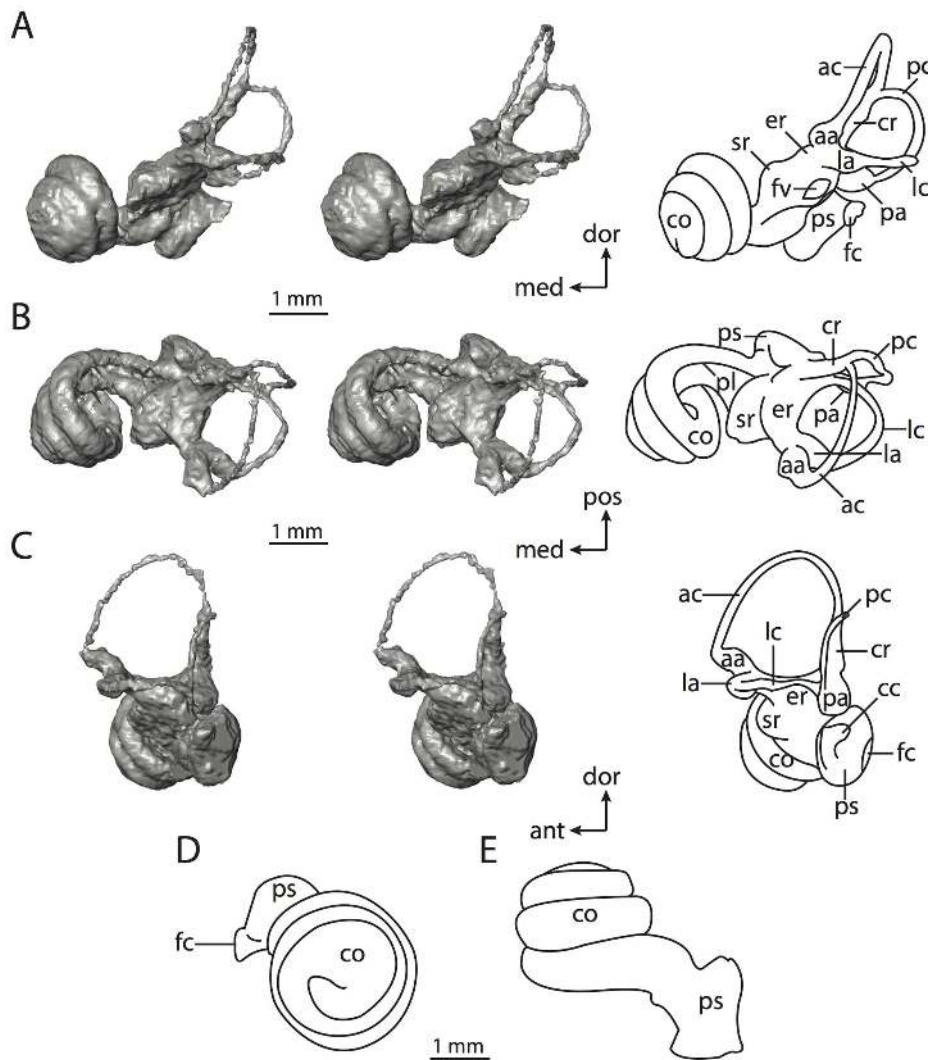 A
ac
pc
er
cr
aa
sr
la
fv
lc
co
ps
pa
fc
dor
med
1 mm
B
ps
cr
pc
pl
er
pa
sr
co
lc
la
aa
ac
pos
med
1 mm
C
ac
pc
lc
cr
aa
la
er
pa
cc
sr
co
fc
ps
dor
ant
D
E
ps
co
fc
co
ps
1 mm